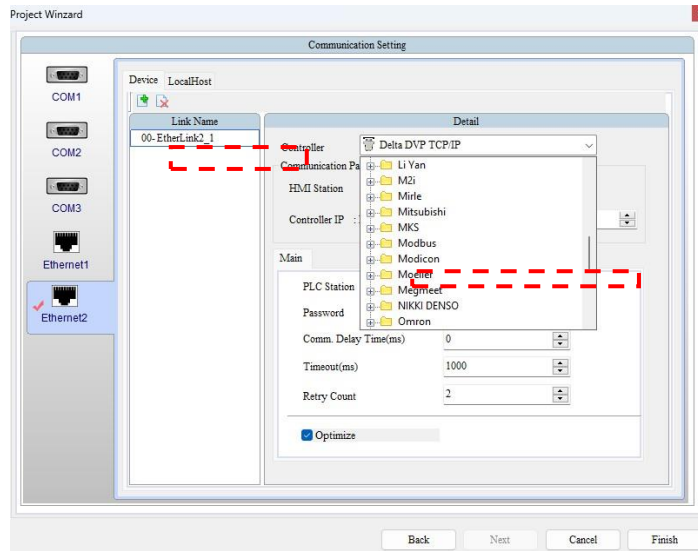 Project Winzard
Communication Setting
COM1
COM2
COM3
Ethernet1
Ethernet2
Device LocalHost
Link Name
00-EtherLink2_1
Detail
Controller Delta DVP TCP/IP
Communication Pa
HMI Station
Controller IP :
Li Yan
M2i
Mirle
Mitsubishi
MKS
Modbus
Modicon
Moeller
Megmeet
NIKKI DENSO
Omron
Main
PLC Station
Password
Comm. Delay Time(ms) 0
Timeout(ms) 1000
Retry Count 2
Optimize
Back Next Cancel Finish